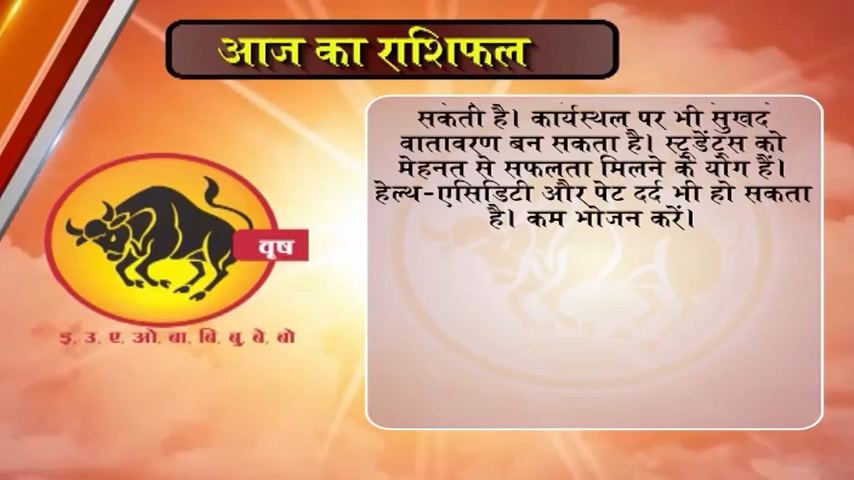 आज का राशिफल
सकती है। कार्यस्थल पर भी सुखद
वातावरण बन सकता है। स्टूडेंट्स को
मेहनत से सफलता मिलने के योग हैं।
हेल्थ-एसिडिटी और पेट दर्द भी हो सकता
है। कम भोजन करें।
वृष
इ, उ, ए, ओ, बा, बि, बु, बे, बो